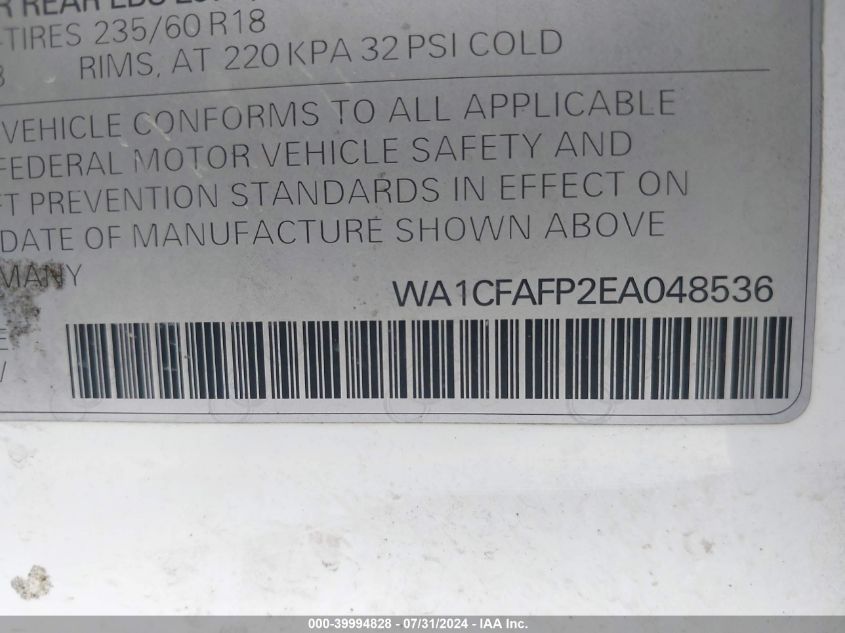 R REAR
TIRES 235/60 R18
RIMS, AT 220 KPA 32 PSI COLD
VEHICLE CONFORMS TO ALL APPLICABLE
FEDERAL MOTOR VEHICLE SAFETY AND
FT PREVENTION STANDARDS IN EFFECT ON
DATE OF MANUFACTURE SHOWN ABOVE
MANY
WA1CFAFP2EA048536
000-39994828 - 07/31/2024 - IAA Inc.